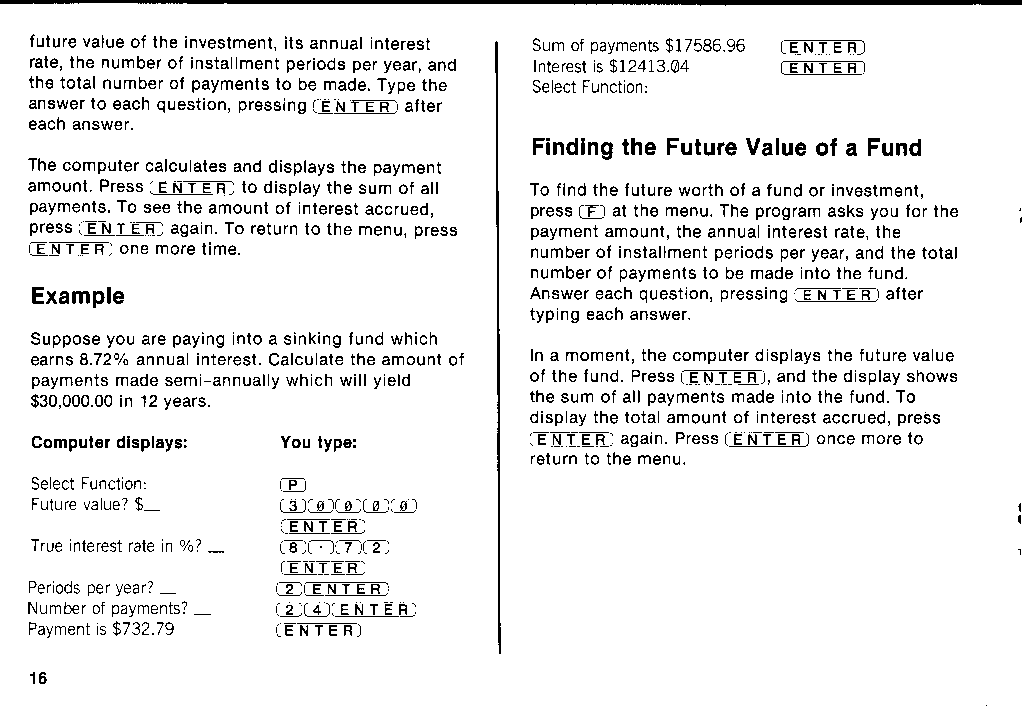 future value of the investment, its annual interest
rate, the number of installment periods per year, and
the total number of payments to be made. Type the
answer to each question, pressing (ENTER) after
each answer.
The computer calculates and displays the payment
amount. Press (ENTER) to display the sum of all
payments. To see the amount of interest accrued,
press (ENTER) again. To return to the menu, press
(ENTER) one more time.
Example
Suppose you are paying into a sinking fund which
earns 8.72% annual interest. Calculate the amount of
payments made semi-annually which will yield
$30,000.00 in 12 years.
Computer displays: You type:
Select Function: (P)
Future value? $_ (3)(0)(0)(0)(0)
(ENTER)
True interest rate in %? _ (8)(.)(7)(2)
(ENTER)
Periods per year? _ (2)(ENTER)
Number of payments? _ (2)(4)(ENTER)
Payment is $732.79 (ENTER)
16
Sum of payments $17586.96 (ENTER)
Interest is $12413.04 (ENTER)
Select Function:
Finding the Future Value of a Fund
To find the future worth of a fund or investment,
press (F) at the menu. The program asks you for the
payment amount, the annual interest rate, the
number of installment periods per year, and the total
number of payments to be made into the fund.
Answer each question, pressing (ENTER) after
typing each answer.
In a moment, the computer displays the future value
of the fund. Press (ENTER), and the display shows
the sum of all payments made into the fund. To
display the total amount of interest accrued, press
(ENTER) again. Press (ENTER) once more to
return to the menu.